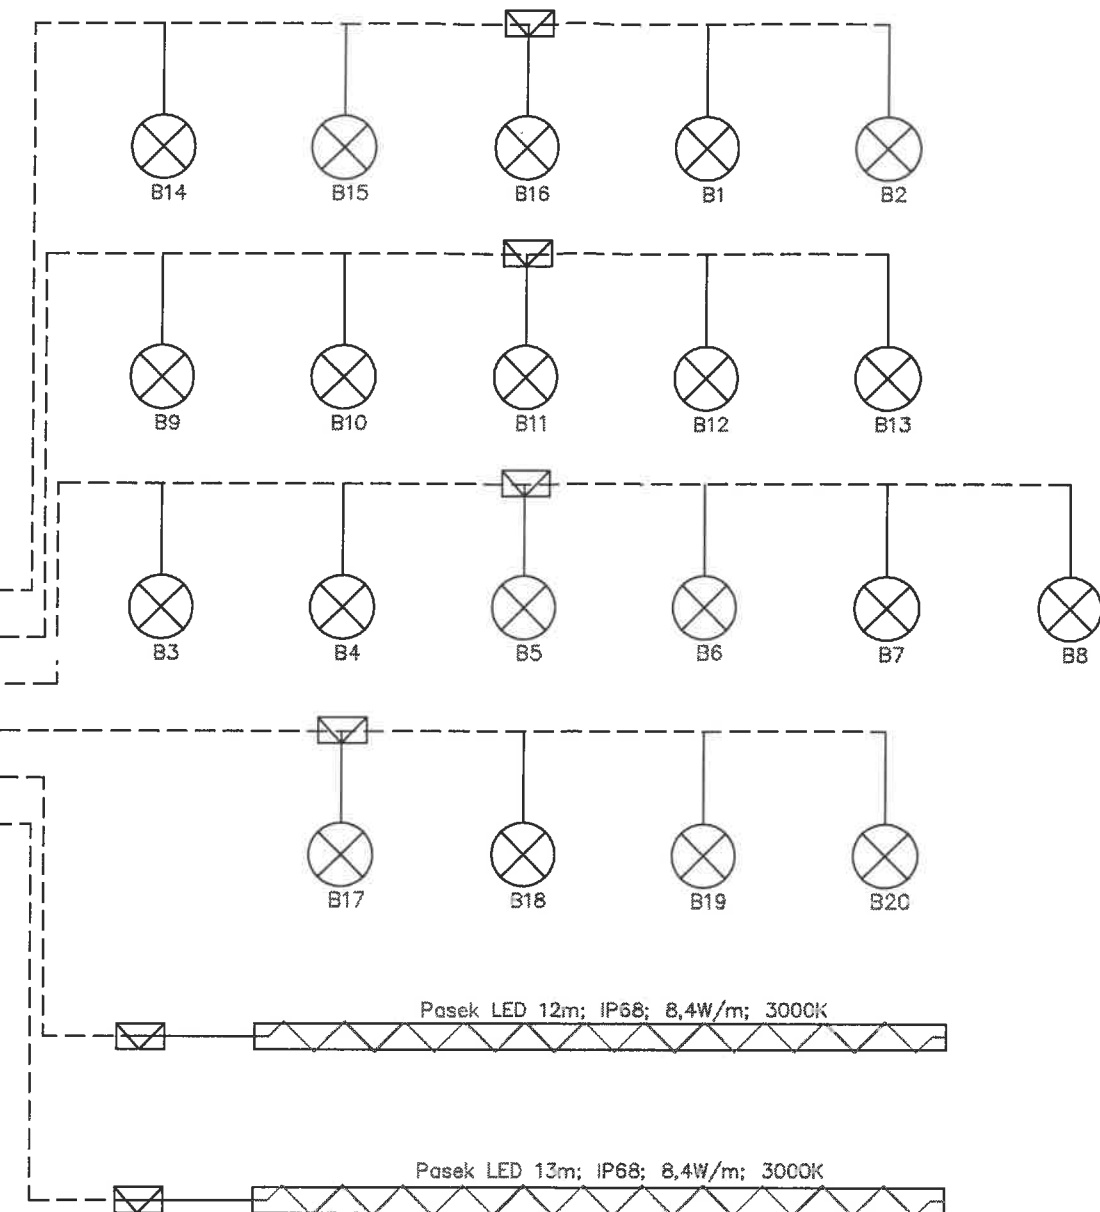 B14 B15 B16 B1 B2
B9 B10 B11 B12 B13
B3 B4 B5 B6 B7 B8
B17 B18 B19 B20
Pasek LED 12m; IP68; 8,4W/m; 3000K
Pasek LED 13m; IP68; 8,4W/m; 3000K